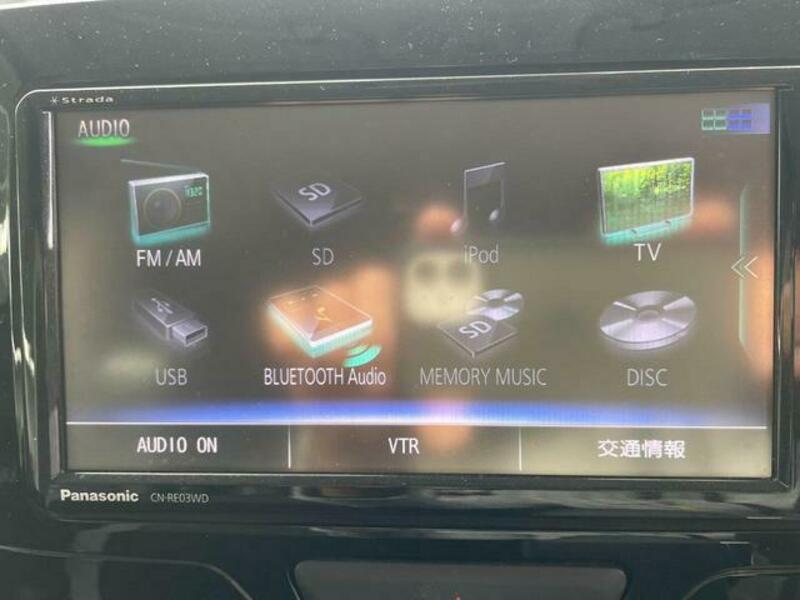 Strada
AUDIO
FM/AM
SD
iPod
TV
USB
BLUETOOTH Audio
MEMORY MUSIC
DISC
AUDIO ON
VTR
交通情報
Panasonic CN-RE03WD